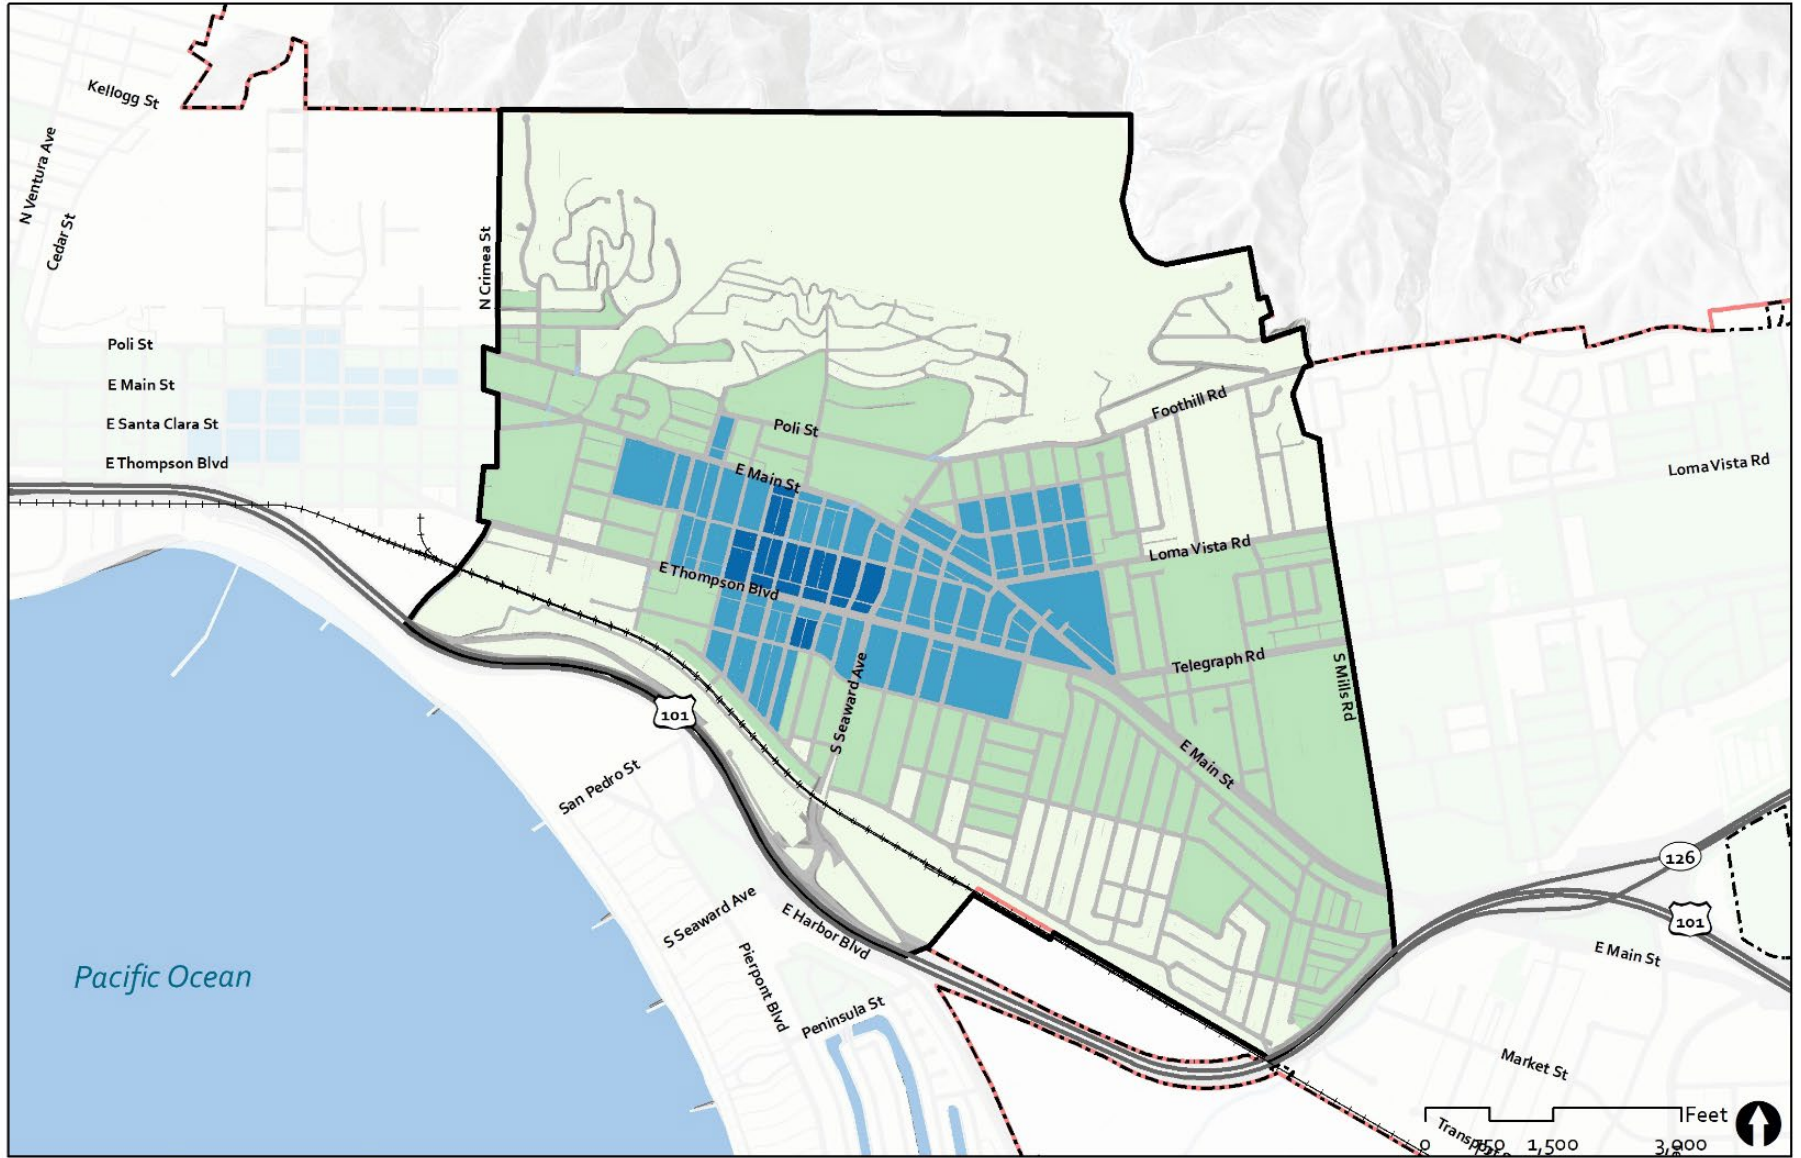 Kellogg St
N Ventura Ave
Cedar St
N Crimea St
Poli St
E Main St
E Santa Clara St
E Thompson Blvd
Foothill Rd
Poli St
E Main St
Loma Vista Rd
Loma Vista Rd
E Thompson Blvd
Telegraph Rd
S Mills Rd
S Seaward Ave
101
E Main St
San Pedro St
126
101
S Seaward Ave
E Harbor Blvd
E Main St
Pierpont Blvd
Pacific Ocean
Peninsula St
Market St
Feet
0 750 1,500 3,000